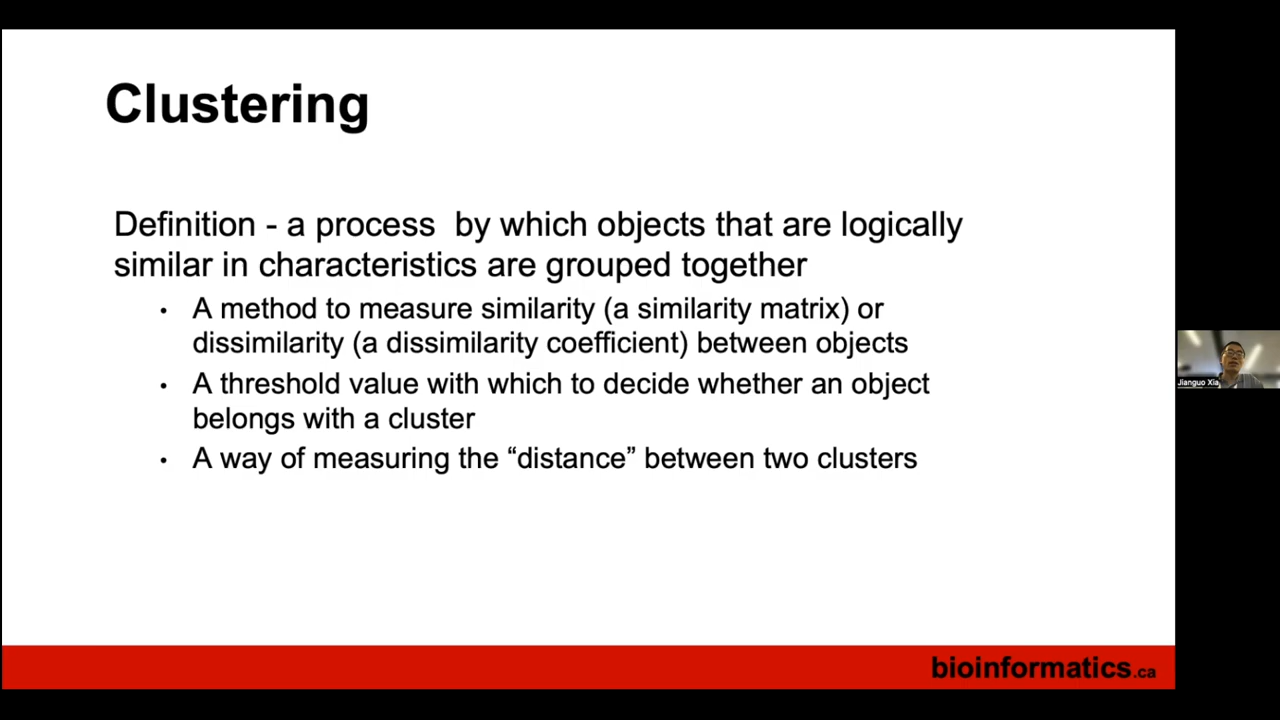 Clustering
Definition - a process  by which objects that are logically
similar in characteristics are grouped together
• A method to measure similarity (a similarity matrix) or
dissimilarity (a dissimilarity coefficient) between objects
• A threshold value with which to decide whether an object
belongs with a cluster
• A way of measuring the “distance” between two clusters
Jianguo Xia
bioinformatics.ca